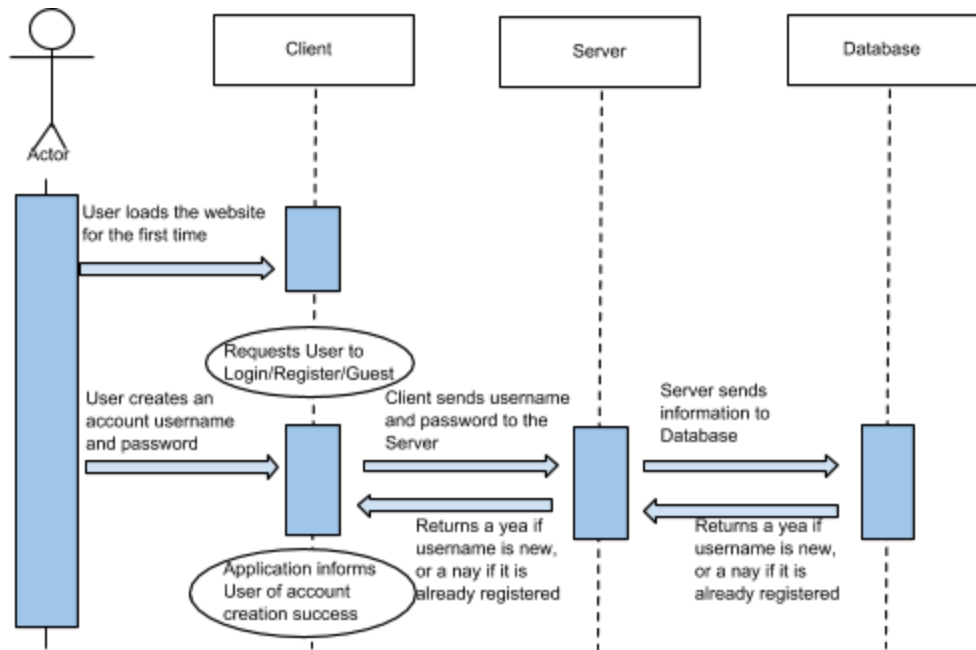 Client
Server
Database
Actor
User loads the website
for the first time
Requests User to
Login/Register/Guest
User creates an
account username
and password
Client sends username
and password to the
Server
Server sends
information to
Database
Returns a yea if
username is new,
or a nay if it is
already registered
Returns a yea if
username is new,
or a nay if it is
already registered
Application informs
User of account
creation success